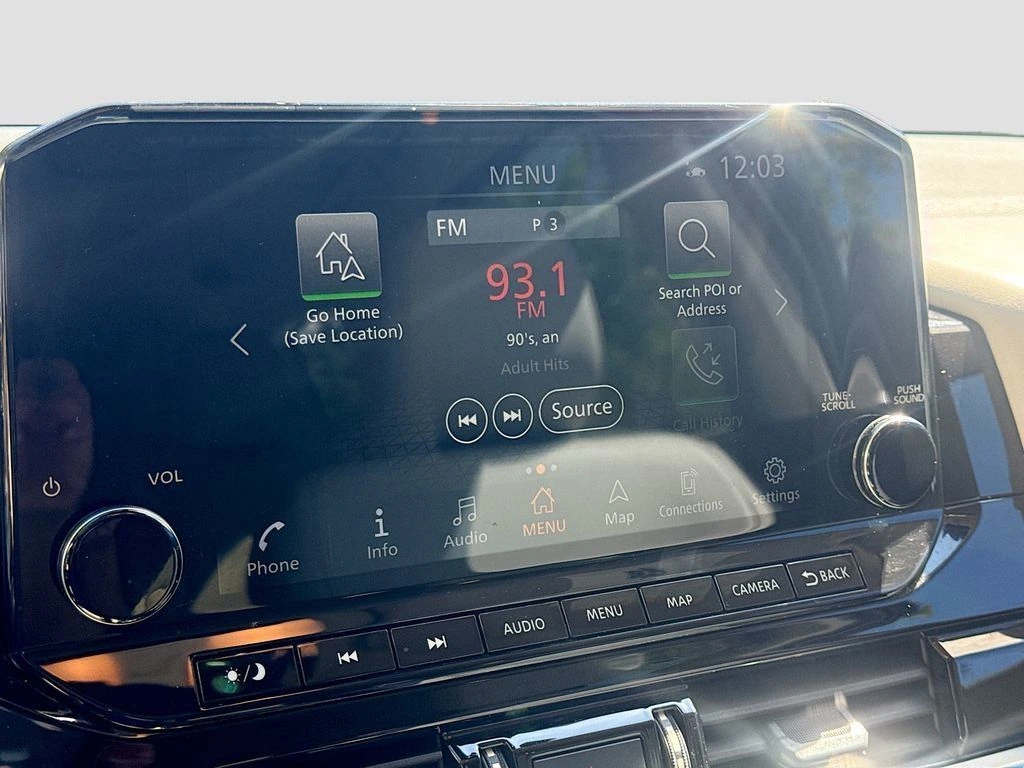 MENU
12:03
FM
P 3
Go Home
(Save Location)
93.1
FM
90's, an
Adult Hits
Source
Search POI or
Address
Call History
TUNE·
SCROLL
PUSH
SOUND
VOL
Phone
Info
Audio
MENU
Map
Connections
Settings
AUDIO
MENU
MAP
CAMERA
BACK